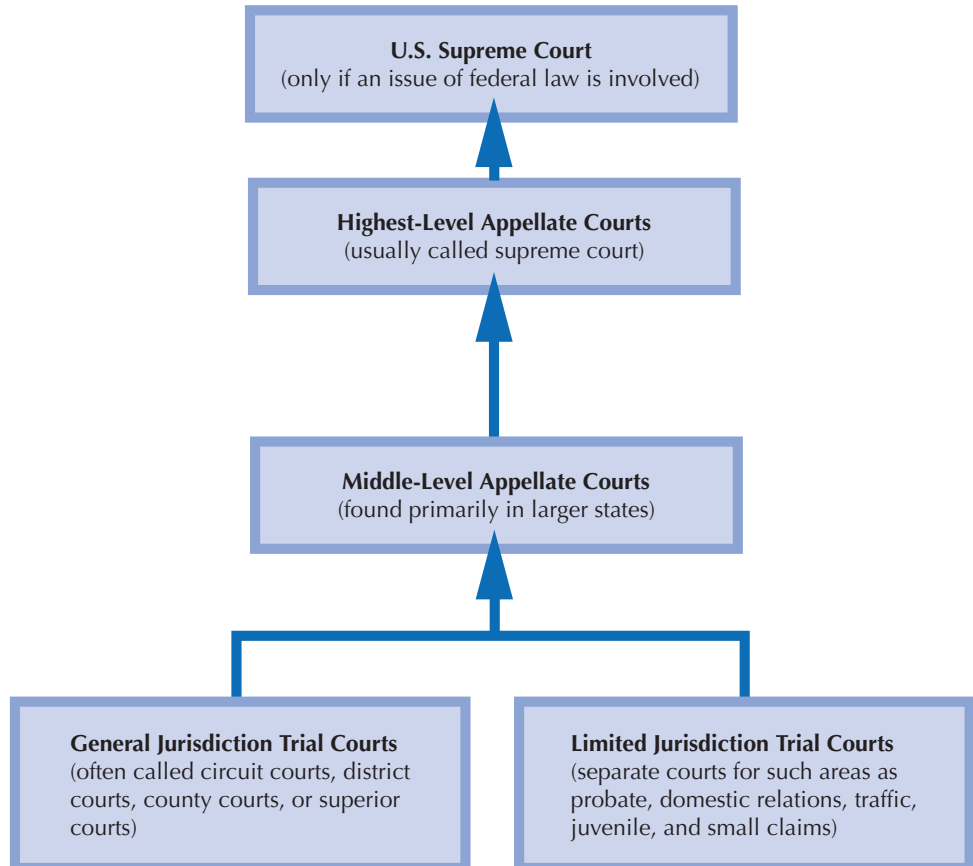 U.S. Supreme Court
(only if an issue of federal law is involved)
Highest-Level Appellate Courts
(usually called supreme court)
Middle-Level Appellate Courts
(found primarily in larger states)
General Jurisdiction Trial Courts
(often called circuit courts, district
courts, county courts, or superior
courts)
Limited Jurisdiction Trial Courts
(separate courts for such areas as
probate, domestic relations, traffic,
juvenile, and small claims)